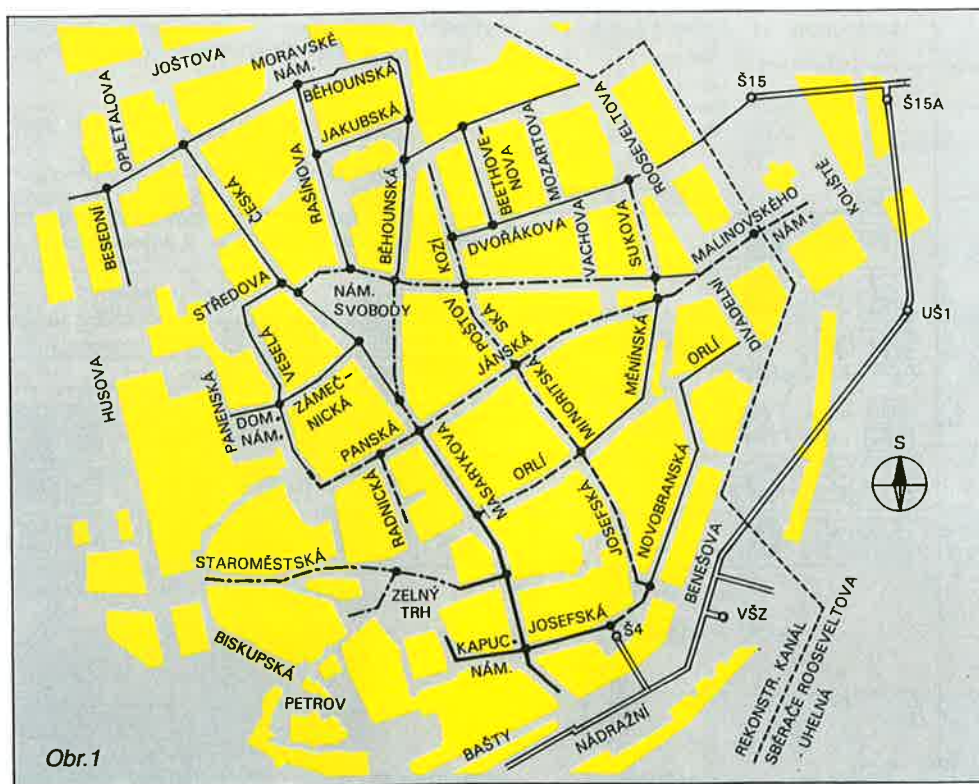 JOŠTOVA
MORAVSKÉ
NÁM.
BĚHOUNSKÁ
OPLETALOVA
JAKUBSKÁ
ROOSEVELTOVA
Š15
Š15A
BESEDNÍ
ČESKÁ
RAŠÍNOVA
BĚHOUNSKÁ
BEETHOVE-
NOVA
MOZARTOVA
KOLIŠTĚ
KOZÍ
DVOŘÁKOVA
VACHOVA
SUKOVA
MALINOVSKÉHO
NÁM.
STŘEDOVA
NÁM.
SVOBODY
POŠTOV
SKÁ
DIVADELNÍ
UŠ1
VESELÁ
JÁNSKÁ
MĚNÍNSKÁ
ORLÍ
HUSOVA
PANENSKÁ
ZÁMEČ-
NICKÁ
DOM.
NÁM.
MINORITSKÁ
PANSKÁ
MASARYKOVA
ORLÍ
S
RADNICKÁ
JOSEFSKÁ
NOVOBRANSKÁ
STAROMĚSTSKÁ
BENEŠOVA
ZELNÝ
TRH
JOSEFSKÁ
VŠZ
Š4
KAPUC.
NÁM.
BISKUPSKÁ
PETROV
BAŠTY
NÁDRAŽNÍ
REKONSTR. KANÁL
SBĚRAČE ROOSEVELTOVA
UHELNÁ
Obr.1